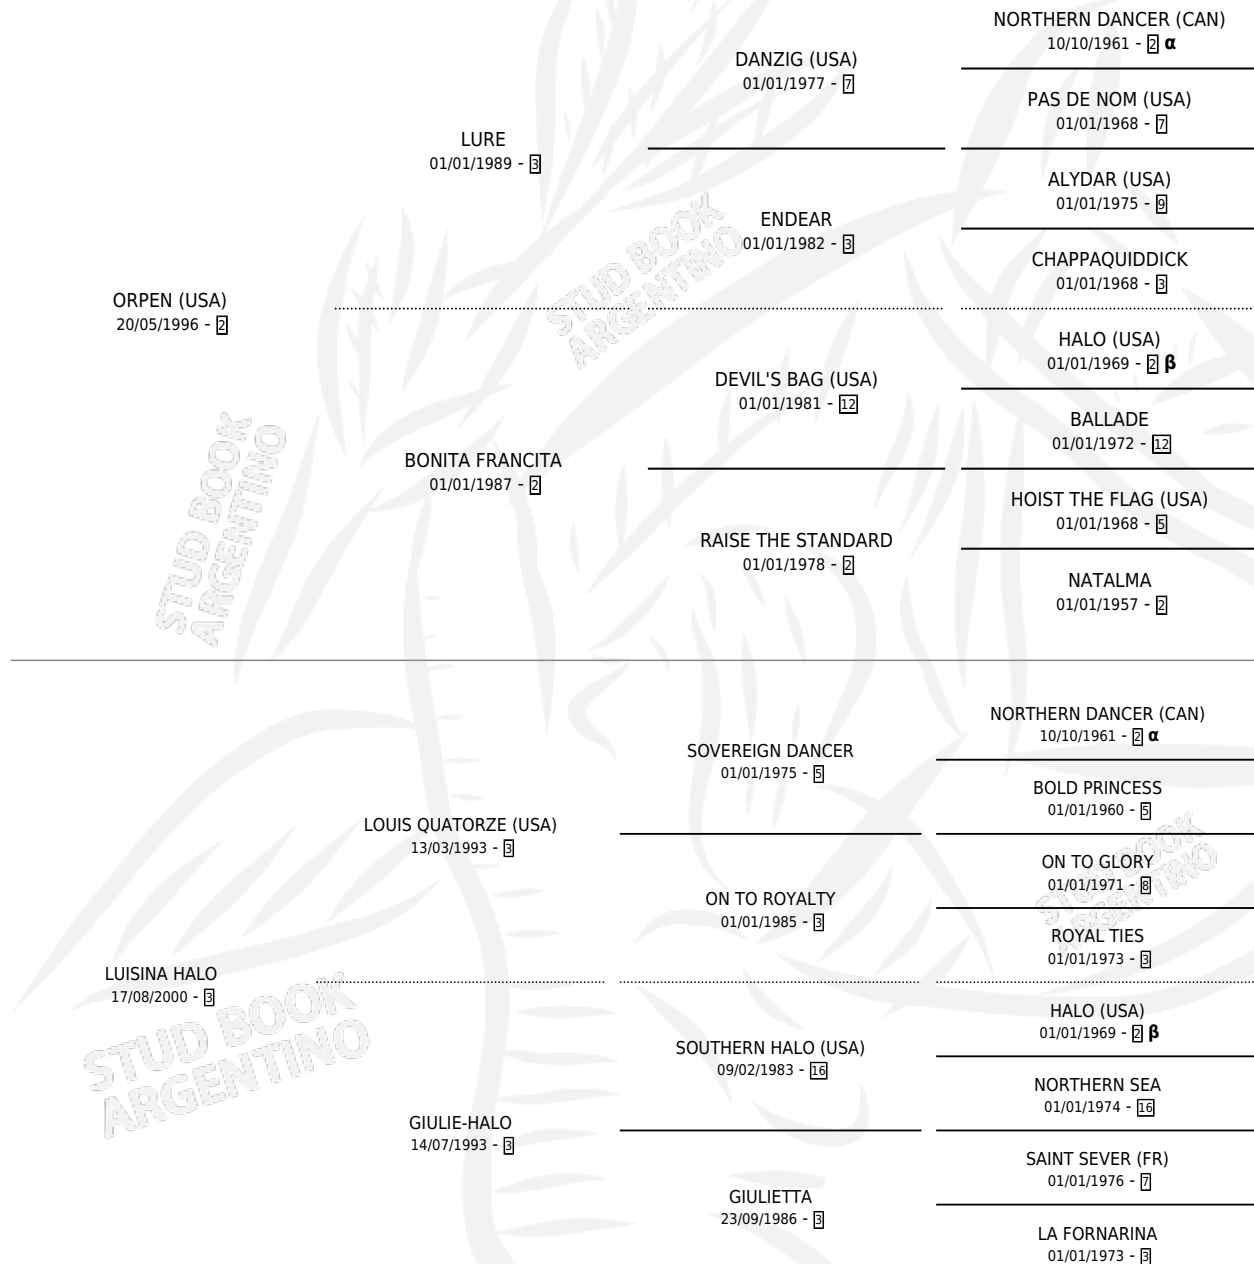 NORTHERN DANCER (CAN)
10/10/1961 - 2 α
DANZIG (USA)
01/01/1977 - 7
PAS DE NOM (USA)
01/01/1968 - 7
LURE
01/01/1989 - 3
ALYDAR (USA)
01/01/1975 - 9
ENDEAR
01/01/1982 - 3
CHAPPAQUIDDICK
01/01/1968 - 3
ORPEN (USA)
20/05/1996 - 2
STUD BOOK
ARGENTINO
HALO (USA)
01/01/1969 - 2 β
DEVIL'S BAG (USA)
01/01/1981 - 12
BALLADE
01/01/1972 - 12
BONITA FRANCITA
01/01/1987 - 2
HOIST THE FLAG (USA)
01/01/1968 - 5
RAISE THE STANDARD
01/01/1978 - 2
NATALMA
01/01/1957 - 2
STUD BOOK
ARGENTINO
NORTHERN DANCER (CAN)
10/10/1961 - 2 α
SOVEREIGN DANCER
01/01/1975 - 5
BOLD PRINCESS
01/01/1960 - 5
LOUIS QUATORZE (USA)
13/03/1993 - 3
ON TO GLORY
01/01/1971 - 8
ON TO ROYALTY
01/01/1985 - 3
STUD BOOK
ARGENTINO
ROYAL TIES
01/01/1973 - 3
LUISINA HALO
17/08/2000 - 3
STUD BOOK
ARGENTINO
HALO (USA)
01/01/1969 - 2 β
SOUTHERN HALO (USA)
09/02/1983 - 16
NORTHERN SEA
01/01/1974 - 16
GIULIE-HALO
14/07/1993 - 3
SAINT SEVER (FR)
01/01/1976 - 7
GIULIETTA
23/09/1986 - 3
LA FORNARINA
01/01/1973 - 3